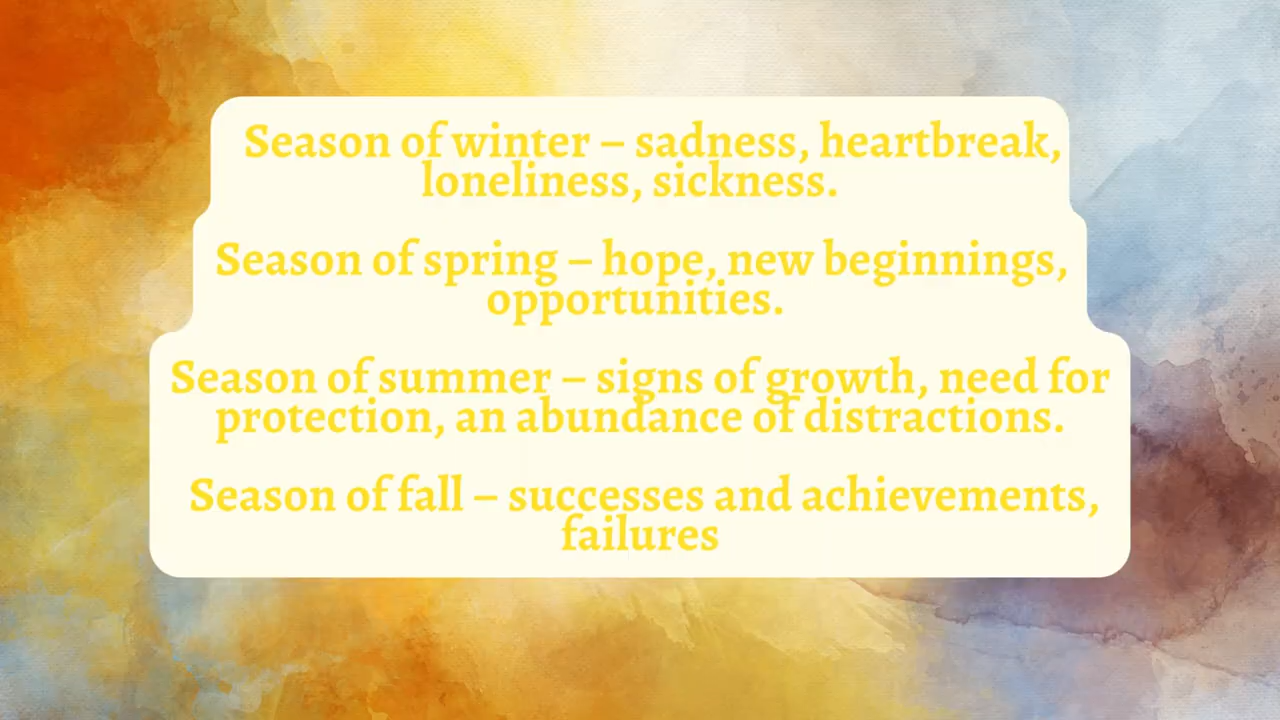 Season of winter – sadness, heartbreak,
loneliness, sickness.
Season of spring – hope, new beginnings,
opportunities.
Season of summer – signs of growth, need for
protection, an abundance of distractions.
Season of fall – successes and achievements,
failures